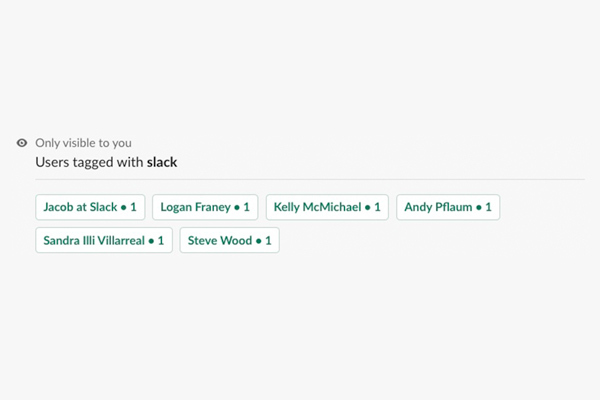 Only visible to you
Users tagged with slack
Jacob at Slack • 1 Logan Franey • 1 Kelly McMichael • 1 Andy Pflaum • 1
Sandra Illi Villarreal • 1 Steve Wood • 1